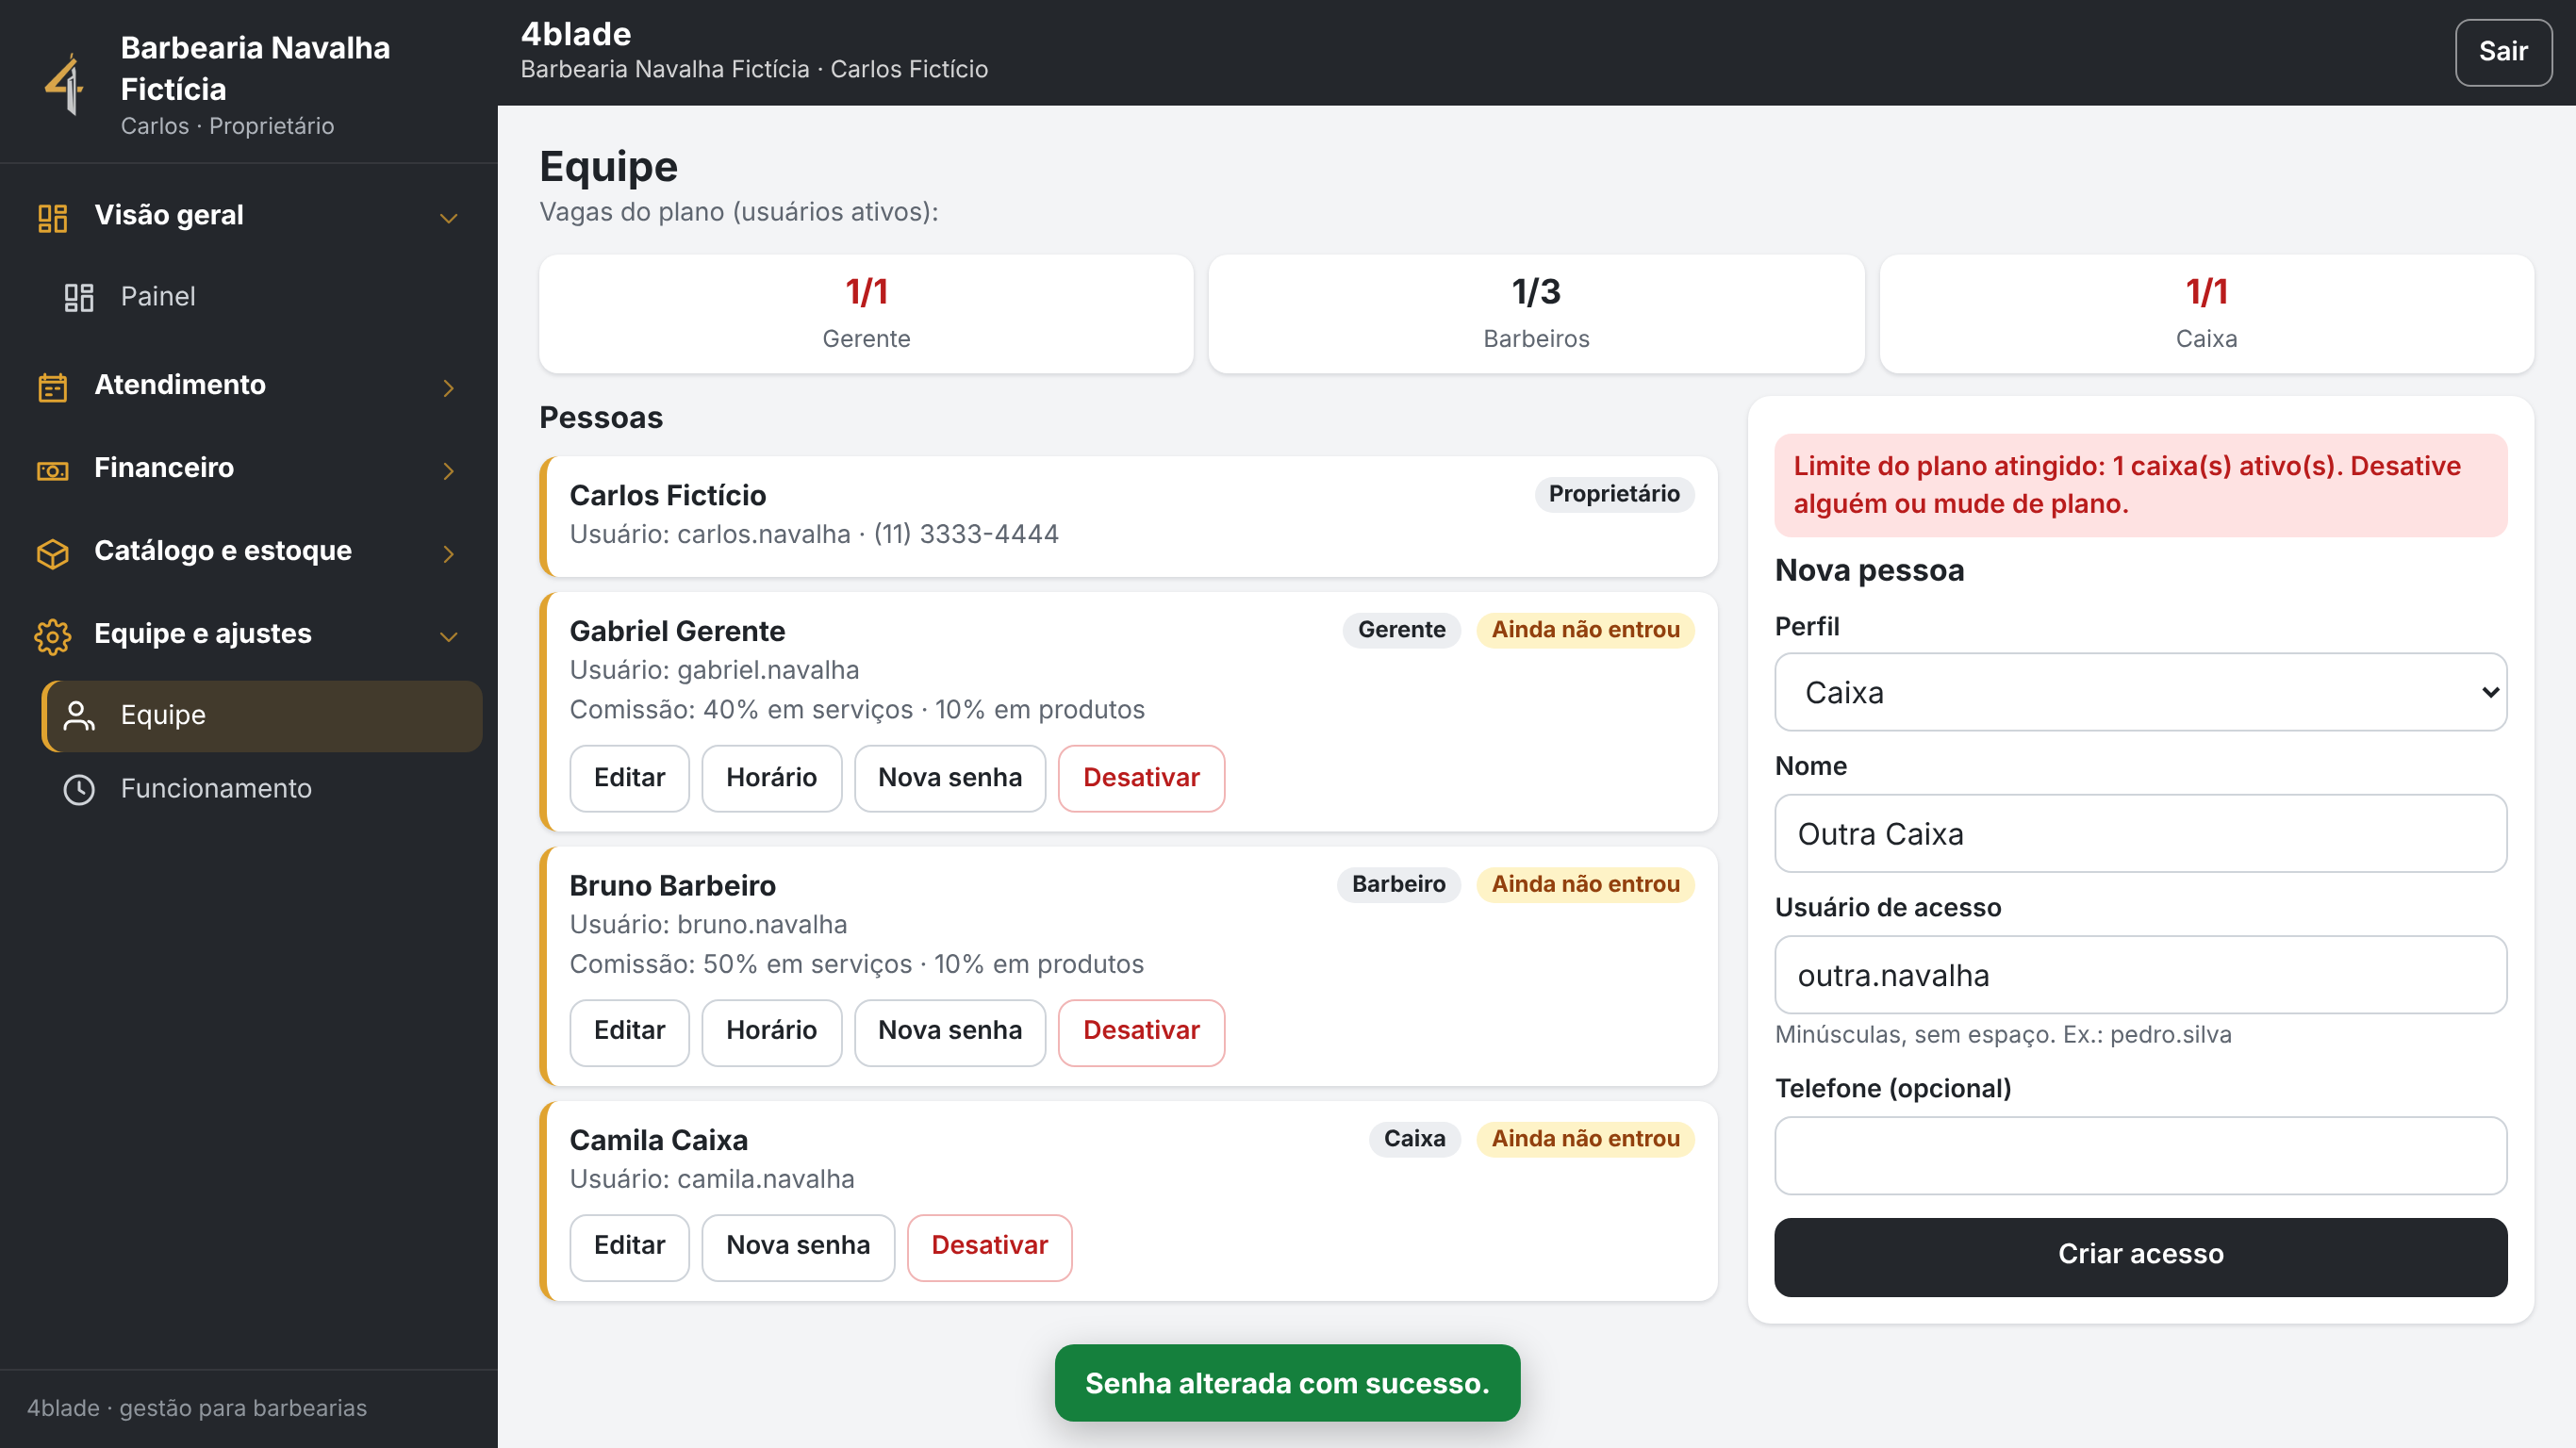 Barbearia Navalha
Fictícia
Carlos · Proprietário
Visão geral
Painel
Atendimento
Financeiro
Catálogo e estoque
Equipe e ajustes
Equipe
Funcionamento
4blade · gestão para barbearias
4blade
Barbearia Navalha Fictícia · Carlos Fictício
Sair
Equipe
Vagas do plano (usuários ativos):
1/1
Gerente
1/3
Barbeiros
1/1
Caixa
Pessoas
Carlos Fictício
Proprietário
Usuário: carlos.navalha · (11) 3333-4444
Gabriel Gerente
Gerente
Ainda não entrou
Usuário: gabriel.navalha
Comissão: 40% em serviços · 10% em produtos
Editar
Horário
Nova senha
Desativar
Bruno Barbeiro
Barbeiro
Ainda não entrou
Usuário: bruno.navalha
Comissão: 50% em serviços · 10% em produtos
Editar
Horário
Nova senha
Desativar
Camila Caixa
Caixa
Ainda não entrou
Usuário: camila.navalha
Editar
Nova senha
Desativar
Limite do plano atingido: 1 caixa(s) ativo(s). Desative
alguém ou mude de plano.
Nova pessoa
Perfil
Caixa
Nome
Outra Caixa
Usuário de acesso
outra.navalha
Minúsculas, sem espaço. Ex.: pedro.silva
Telefone (opcional)
Criar acesso
Senha alterada com sucesso.